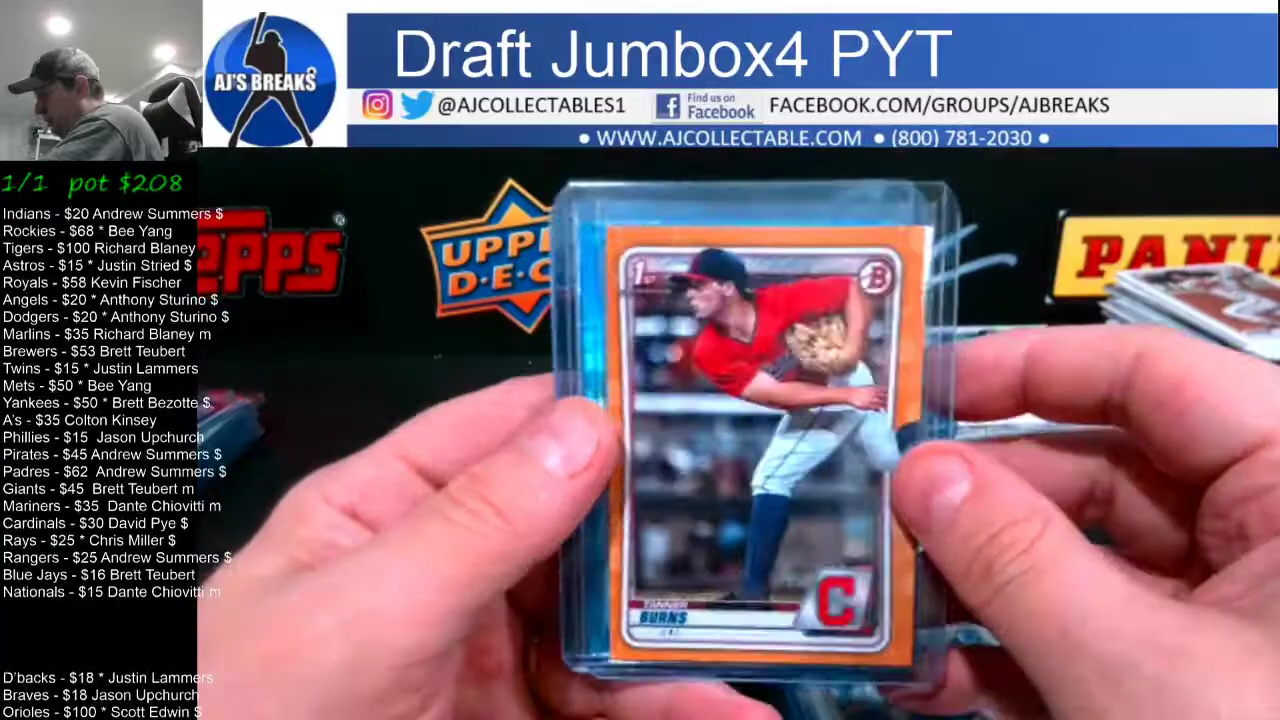 Draft Jumbox4 PYT
AJ'S BREAKS
@AJCOLLECTABLES1
Find us on
Facebook
FACEBOOK.COM/GROUPS/AJBREAKS
• WWW.AJCOLLECTABLE.COM • (800) 781-2030 •
1/1 pot $208
Indians - $20 Andrew Summers $
Rockies - $68 * Bee Yang
Tigers - $100 Richard Blaney
Astros - $15 * Justin Stried $
Royals - $58 Kevin Fischer
Angels - $20 * Anthony Sturino $
Dodgers - $20 * Anthony Sturino $
Marlins - $35 Richard Blaney m
Brewers - $53 Brett Teubert
Twins - $15 * Justin Lammers
Mets - $50 * Bee Yang
Yankees - $50 * Brett Bezotte $
A's - $35 Colton Kinsey
Phillies - $15 Jason Upchurch
Pirates - $45 Andrew Summers $
Padres - $62 Andrew Summers $
Giants - $45 Brett Teubert m
Mariners - $35 Dante Chiovitti m
Cardinals - $30 David Pye $
Rays - $25 * Chris Miller $
Rangers - $25 Andrew Summers $
Blue Jays - $16 Brett Teubert
Nationals - $15 Dante Chiovitti m
D'backs - $18 * Justin Lammers
Braves - $18 Jason Upchurch
Orioles - $100 * Scott Edwin $
TOPPS
UPPE
D·E·C
PANI
1ST
B
C
TANNER
BURNS